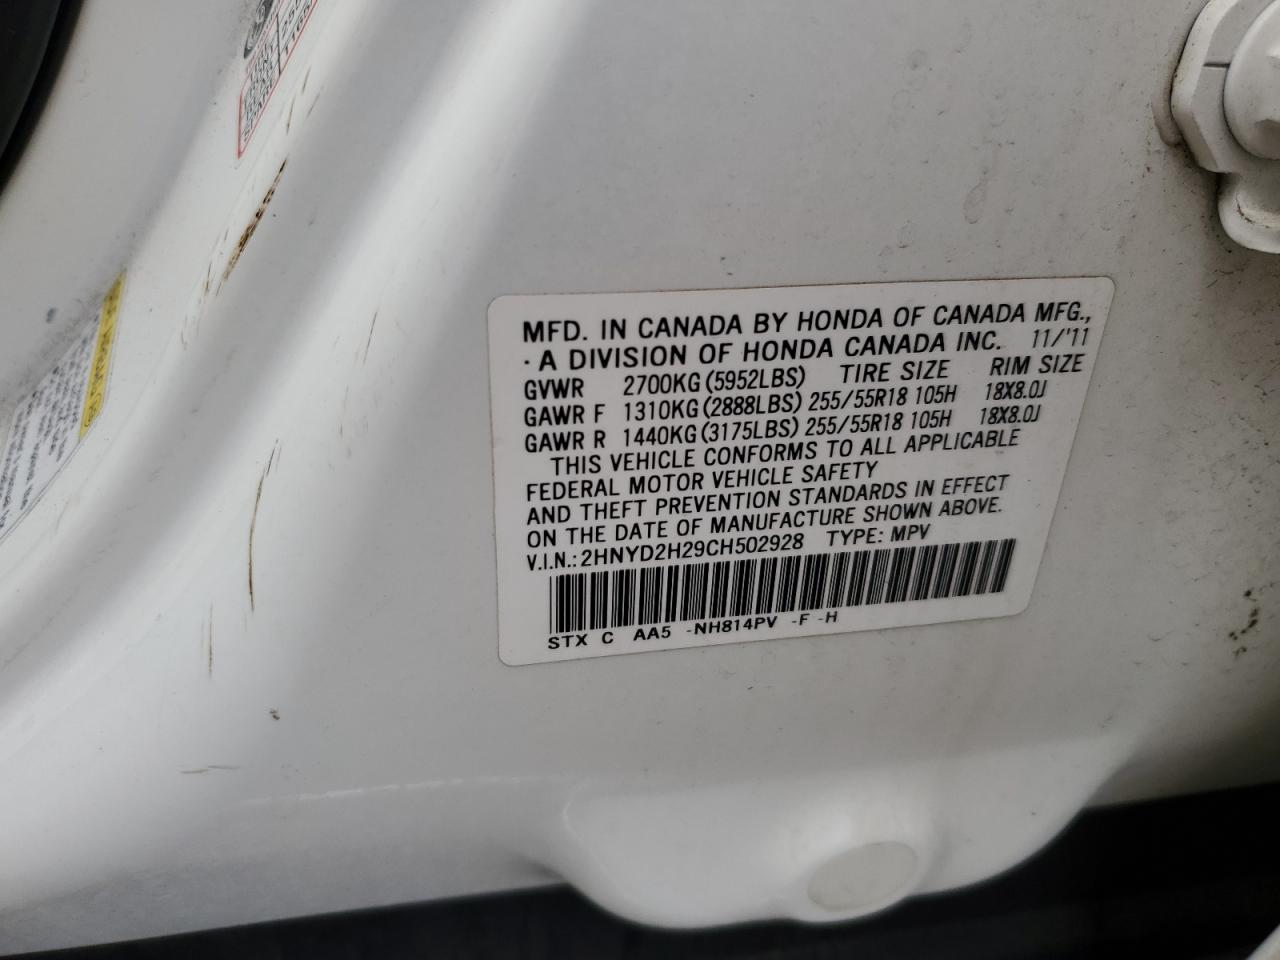 MFD. IN CANADA BY HONDA OF CANADA MFG.,
· A DIVISION OF HONDA CANADA INC. 11/'11
GVWR 2700KG (5952LBS) TIRE SIZE RIM SIZE
GAWR F 1310KG (2888LBS) 255/55R18 105H 18X8.0J
GAWR R 1440KG (3175LBS) 255/55R18 105H 18X8.0J
THIS VEHICLE CONFORMS TO ALL APPLICABLE
FEDERAL MOTOR VEHICLE SAFETY
AND THEFT PREVENTION STANDARDS IN EFFECT
ON THE DATE OF MANUFACTURE SHOWN ABOVE.
V.I.N.: 2HNYD2H29CH502928 TYPE: MPV
STX C AA5 -NH814PV -F -H